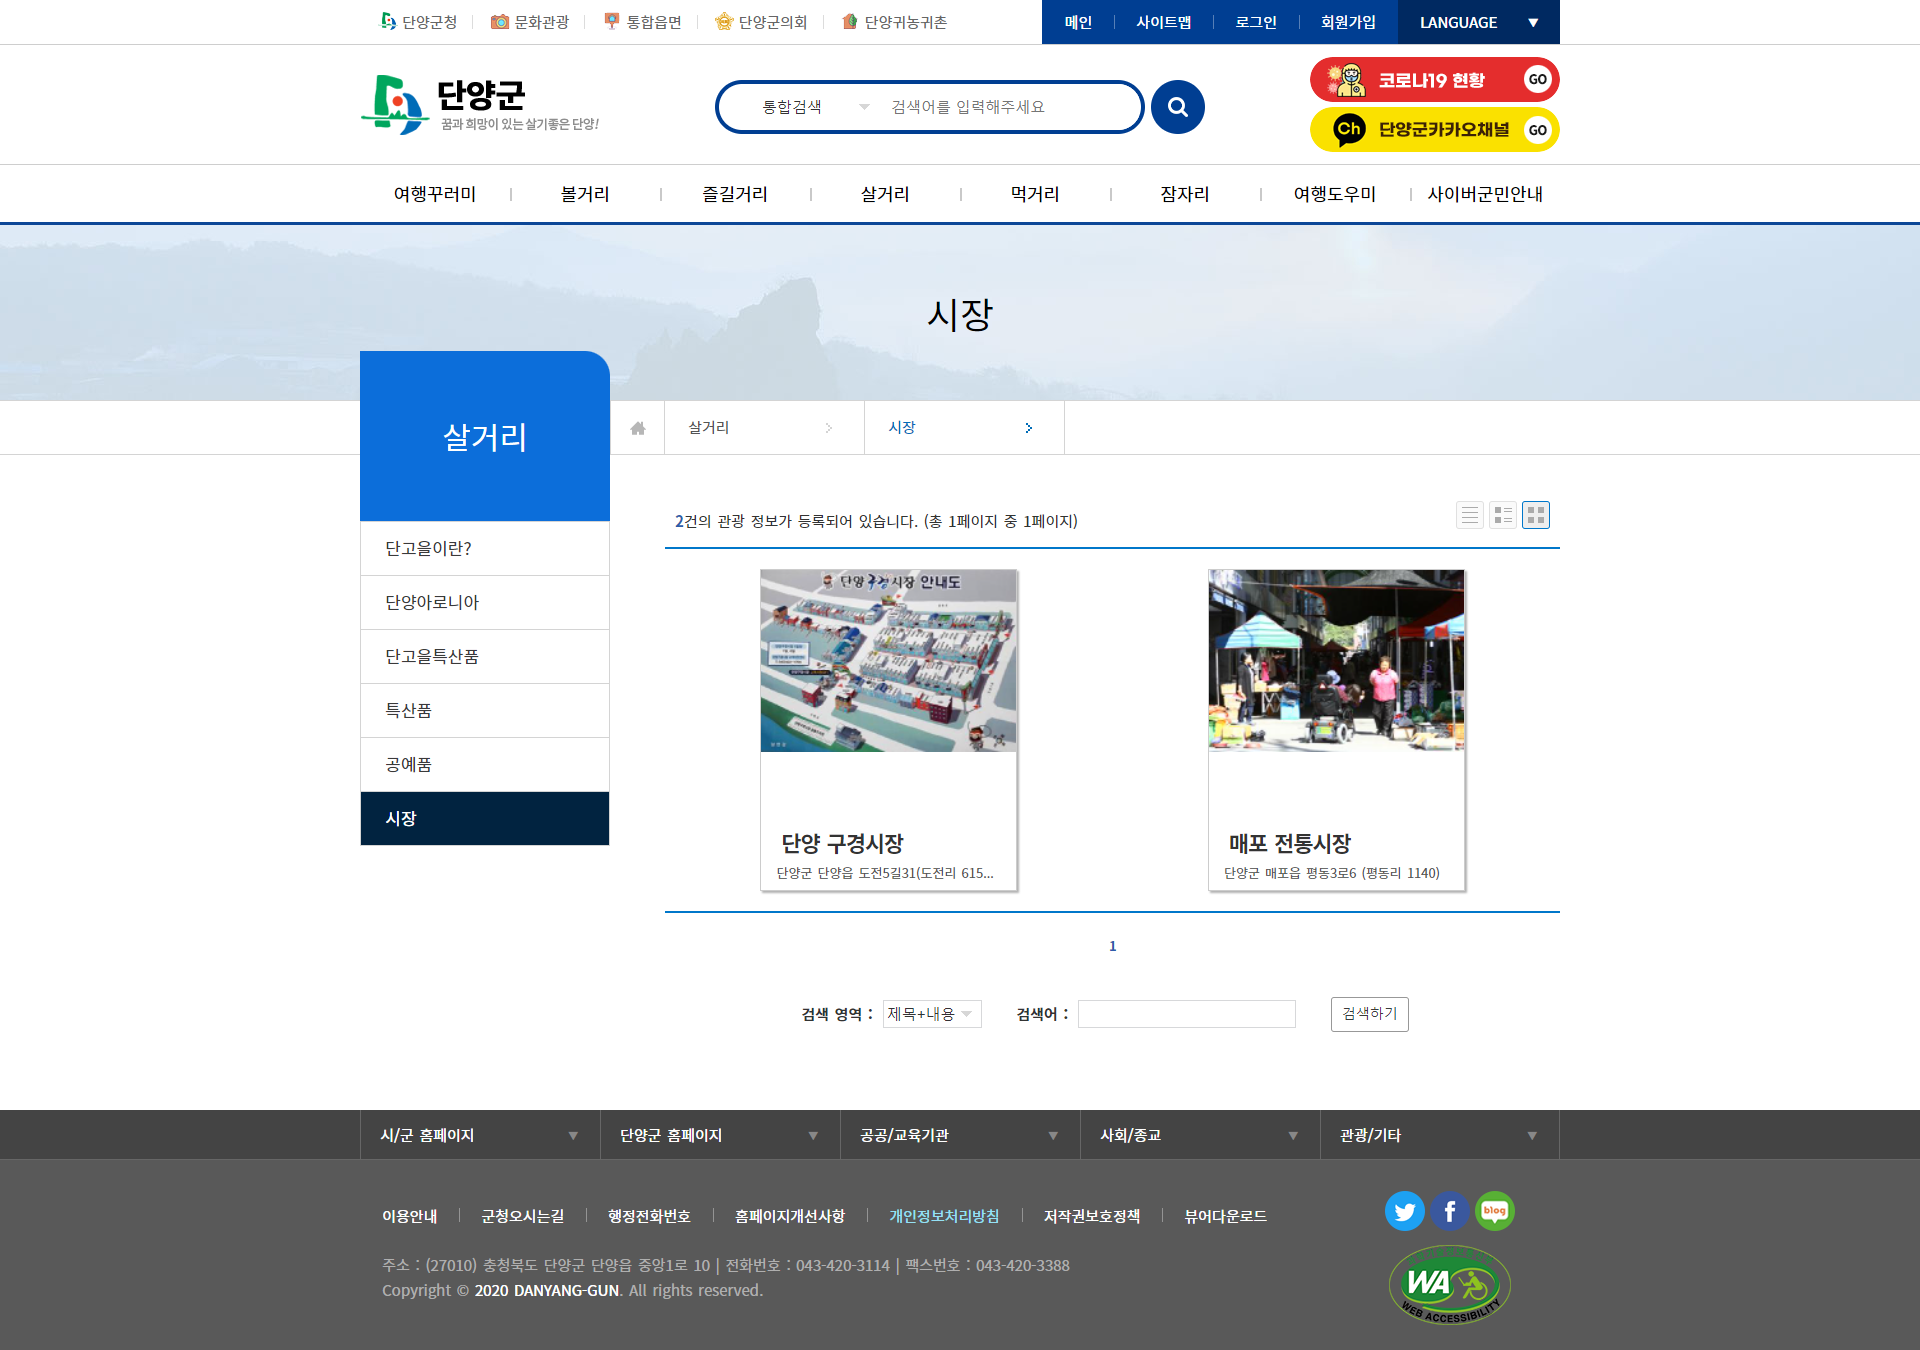 단양군청
문화관광
통합읍면
단양군의회
단양귀농귀촌
메인
사이트맵
로그인
회원가입
LANGUAGE ▼
단양군
꿈과 희망이 있는 살기좋은 단양!
통합검색
검색어를 입력해주세요
코로나19 현황 GO
Ch 단양군카카오채널 GO
여행꾸러미
볼거리
즐길거리
살거리
먹거리
잠자리
여행도우미
사이버군민안내
시장
살거리
살거리
시장
단고을이란?
단양아로니아
단고을특산품
특산품
공예품
시장
2건의 관광 정보가 등록되어 있습니다. (총 1페이지 중 1페이지)
단양 구경시장 안내도
단양 구경시장
단양군 단양읍 도전5길31(도전리 615...
매포 전통시장
단양군 매포읍 평동3로6 (평동리 1140)
1
검색 영역 :
제목+내용
검색어 :
검색하기
시/군 홈페이지
단양군 홈페이지
공공/교육기관
사회/종교
관광/기타
이용안내
군청오시는길
행정전화번호
홈페이지개선사항
개인정보처리방침
저작권보호정책
뷰어다운로드
blog
주소 : (27010) 충청북도 단양군 단양읍 중앙1로 10 | 전화번호 : 043-420-3114 | 팩스번호 : 043-420-3388
Copyright © 2020 DANYANG-GUN. All rights reserved.
WA
WEB ACCESSIBILITY